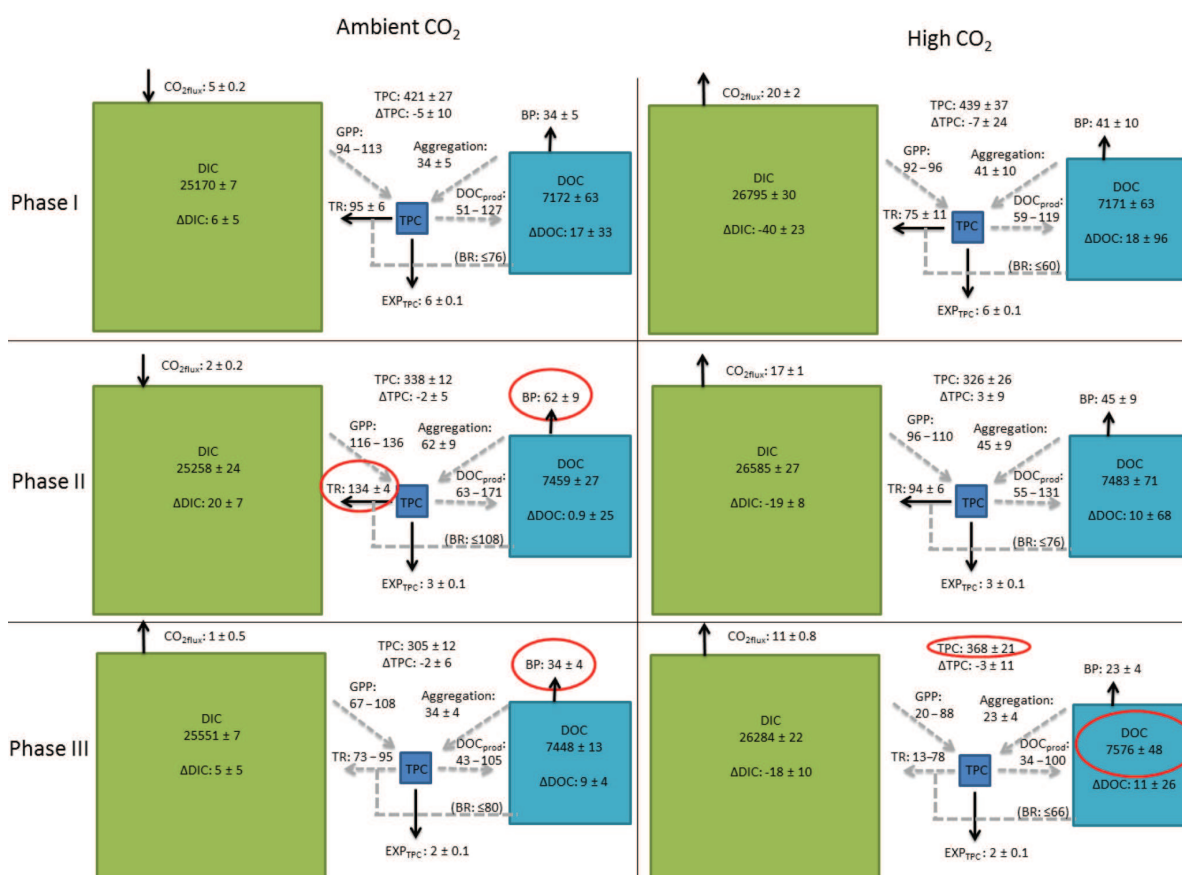 Ambient CO2
High CO2
Phase I
CO2flux: 5 ± 0.2
TPC: 421 ± 27
ΔTPC: -5 ± 10
BP: 34 ± 5
GPP:
94 – 113
Aggregation:
34 ± 5
DIC
25170 ± 7
ΔDIC: 6 ± 5
DOC
7172 ± 63
ΔDOC: 17 ± 33
TR: 95 ± 6
TPC
DOCprod:
51 – 127
(BR: ≤76)
EXPTPC: 6 ± 0.1
CO2flux: 20 ± 2
TPC: 439 ± 37
ΔTPC: -7 ± 24
BP: 41 ± 10
GPP:
92 – 96
Aggregation:
41 ± 10
DIC
26795 ± 30
ΔDIC: -40 ± 23
DOC
7171 ± 63
ΔDOC: 18 ± 96
TR: 75 ± 11
TPC
DOCprod:
59 – 119
(BR: ≤60)
EXPTPC: 6 ± 0.1
Phase II
CO2flux: 2 ± 0.2
TPC: 338 ± 12
ΔTPC: -2 ± 5
BP: 62 ± 9
GPP:
116 – 136
Aggregation:
62 ± 9
DIC
25258 ± 24
ΔDIC: 20 ± 7
DOC
7459 ± 27
ΔDOC: 0.9 ± 25
TR: 134 ± 4
TPC
DOCprod:
63 – 171
(BR: ≤108)
EXPTPC: 3 ± 0.1
CO2flux: 17 ± 1
TPC: 326 ± 26
ΔTPC: 3 ± 9
BP: 45 ± 9
GPP:
96 – 110
Aggregation:
45 ± 9
DIC
26585 ± 27
ΔDIC: -19 ± 8
DOC
7483 ± 71
ΔDOC: 10 ± 68
TR: 94 ± 6
TPC
DOCprod:
55 – 131
(BR: ≤76)
EXPTPC: 3 ± 0.1
Phase III
CO2flux: 1 ± 0.5
TPC: 305 ± 12
ΔTPC: -2 ± 6
BP: 34 ± 4
GPP:
67 – 108
Aggregation:
34 ± 4
DIC
25551 ± 7
ΔDIC: 5 ± 5
DOC
7448 ± 13
ΔDOC: 9 ± 4
TR: 73 – 95
TPC
DOCprod:
43 – 105
(BR: ≤80)
EXPTPC: 2 ± 0.1
CO2flux: 11 ± 0.8
TPC: 368 ± 21
ΔTPC: -3 ± 11
BP: 23 ± 4
GPP:
20 – 88
Aggregation:
23 ± 4
DIC
26284 ± 22
ΔDIC: -18 ± 10
DOC
7576 ± 48
ΔDOC: 11 ± 26
TR: 13–78
TPC
DOCprod:
34 – 100
(BR: ≤66)
EXPTPC: 2 ± 0.1